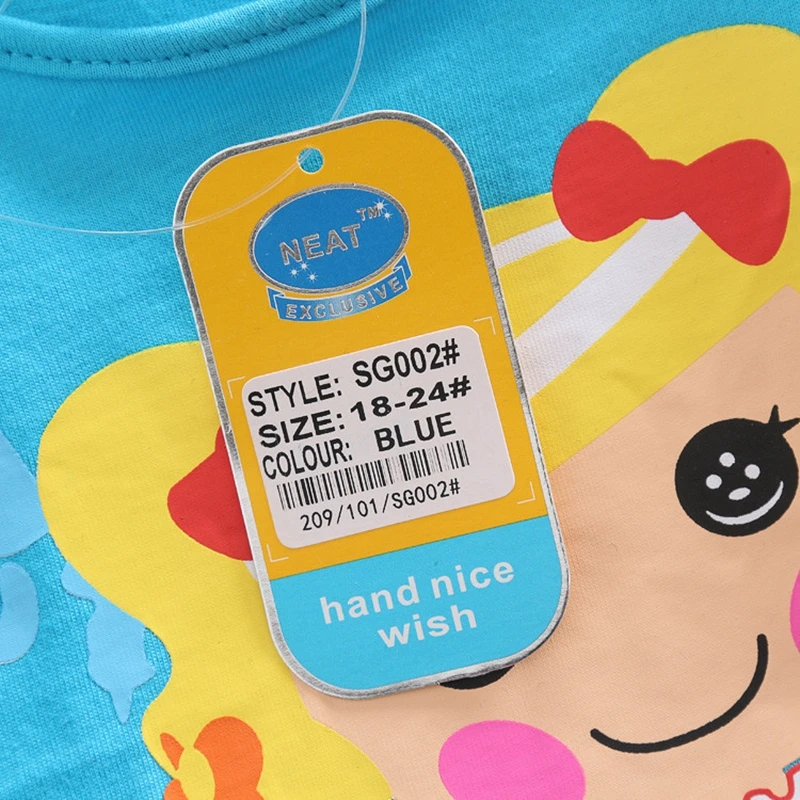 NEAT™
EXCLUSIVE
STYLE: SG002#
SIZE: 18-24#
COLOUR: BLUE
209/101/SG002#
hand nice
wish